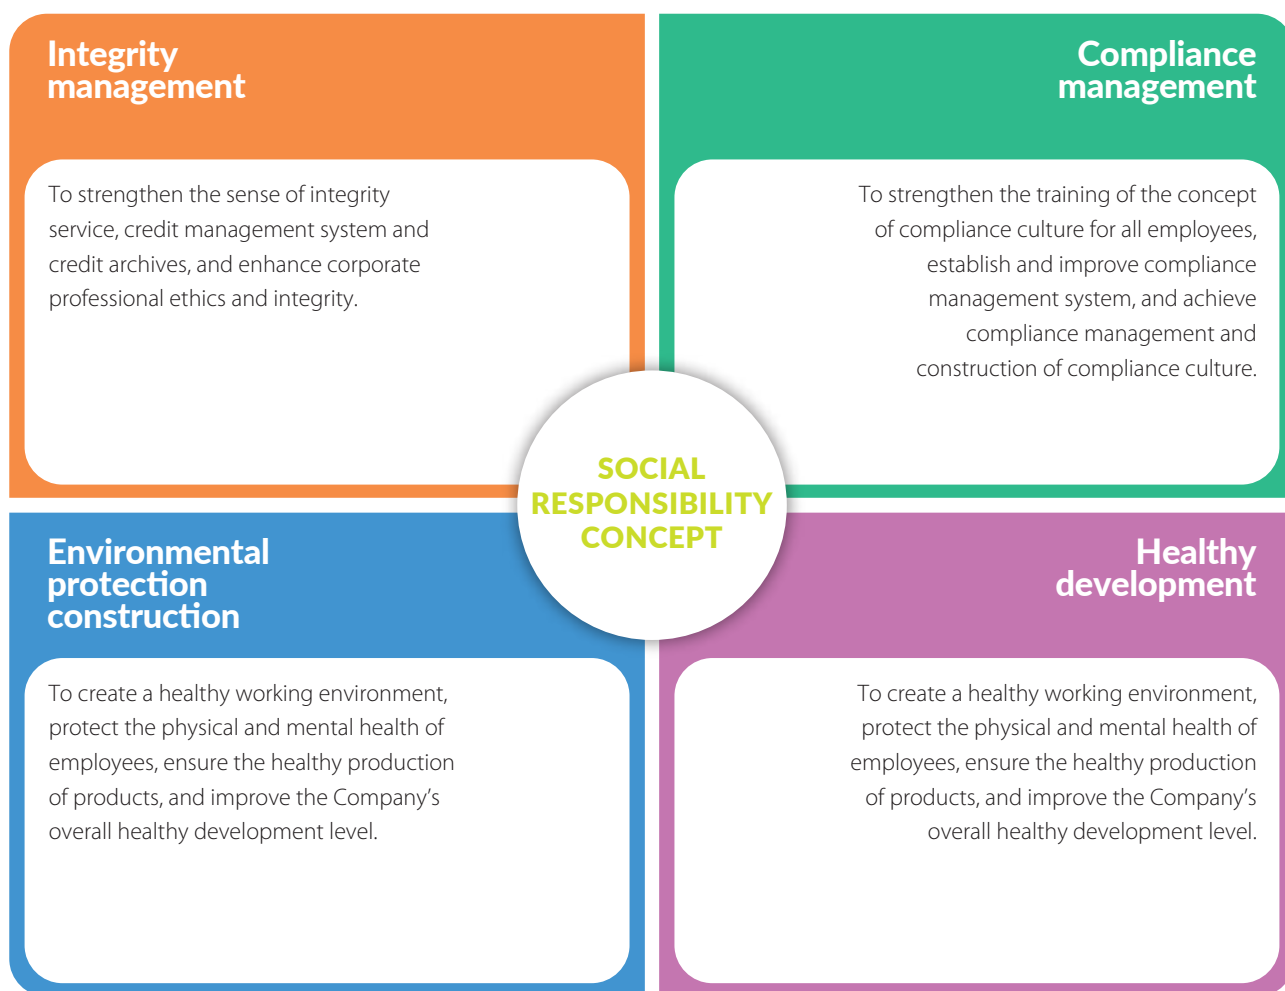 Integrity
management
To strengthen the sense of integrity
service, credit management system and
credit archives, and enhance corporate
professional ethics and integrity.
Compliance
management
To strengthen the training of the concept
of compliance culture for all employees,
establish and improve compliance
management system, and achieve
compliance management and
construction of compliance culture.
SOCIAL
RESPONSIBILITY
CONCEPT
Environmental
protection
construction
To create a healthy working environment,
protect the physical and mental health of
employees, ensure the healthy production
of products, and improve the Company’s
overall healthy development level.
Healthy
development
To create a healthy working environment,
protect the physical and mental health of
employees, ensure the healthy production
of products, and improve the Company’s
overall healthy development level.